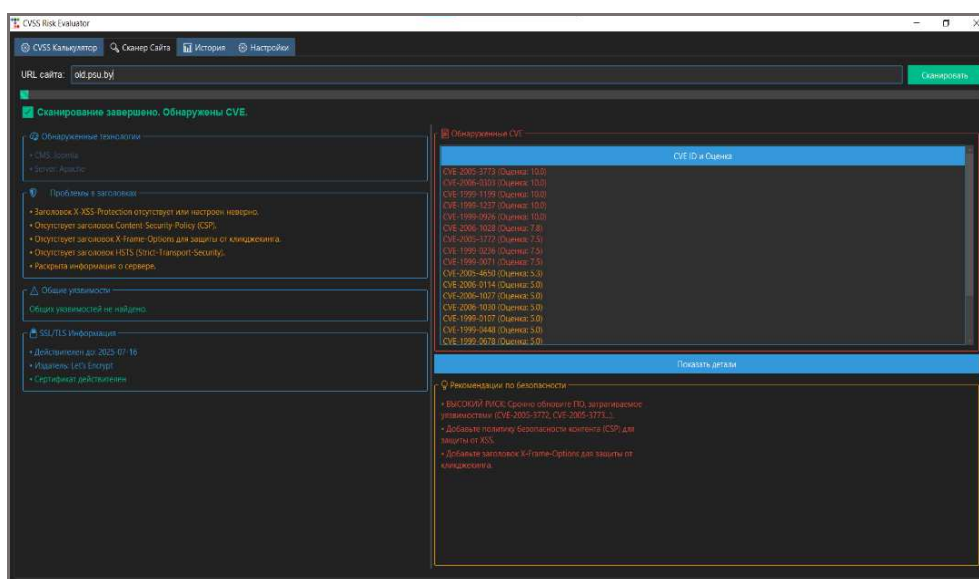 CVSS Risk Evaluator
CVSS Калькулятор Сканер Сайта История Настройки
URL сайта: old.psu.by Сканировать
Сканирование завершено. Обнаружены CVE.
Обнаруженные технологии
• CMS: Joomla
• Server: Apache
Проблемы в заголовках
• Заголовок X-XSS-Protection отсутствует или настроен неверно.
• Отсутствует заголовок Content-Security-Policy (CSP).
• Отсутствует заголовок X-Frame-Options для защиты от кликджекинга.
• Отсутствует заголовок HSTS (Strict-Transport-Security).
• Раскрыта информация о сервере.
Общие уязвимости
Общих уязвимостей не найдено.
SSL/TLS Информация
• Действителен до: 2025-07-16
• Издатель: Let's Encrypt
• Сертификат действителен
Обнаруженные CVE
CVE ID и Оценка
CVE-2005-3773 (Оценка: 10.0)
CVE-2006-0303 (Оценка: 10.0)
CVE-1999-1199 (Оценка: 10.0)
CVE-1999-1237 (Оценка: 10.0)
CVE-1999-0926 (Оценка: 10.0)
CVE-2006-1028 (Оценка: 7.8)
CVE-2005-3772 (Оценка: 7.5)
CVE-1999-0236 (Оценка: 7.5)
CVE-1999-0071 (Оценка: 7.5)
CVE-2005-4650 (Оценка: 5.3)
CVE-2006-0114 (Оценка: 5.0)
CVE-2006-1027 (Оценка: 5.0)
CVE-2006-1030 (Оценка: 5.0)
CVE-1999-0107 (Оценка: 5.0)
CVE-1999-0448 (Оценка: 5.0)
CVE-1999-0678 (Оценка: 5.0)
Показать детали
Рекомендации по безопасности
• ВЫСОКИЙ РИСК: Срочно обновите ПО, затрагиваемое
уязвимостями (CVE-2005-3772, CVE-2005-3773...).
• Добавьте политику безопасности контента (CSP) для
защиты от XSS.
• Добавьте заголовок X-Frame-Options для защиты от
кликджекинга.